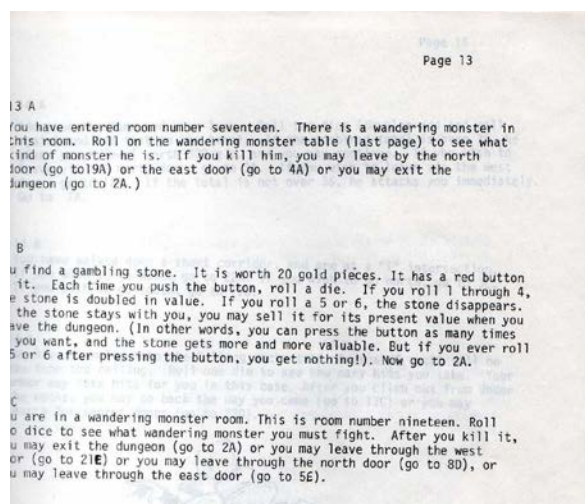 Page 13
13 A
You have entered room number seventeen. There is a wandering monster in
this room. Roll on the wandering monster table (last page) to see what
kind of monster he is. If you kill him, you may leave by the north
door (go to19A) or the east door (go to 4A) or you may exit the
dungeon (go to 2A.)
B
u find a gambling stone. It is worth 20 gold pieces. It has a red button
it. Each time you push the button, roll a die. If you roll 1 through 4,
e stone is doubled in value. If you roll a 5 or 6, the stone disappears.
the stone stays with you, you may sell it for its present value when you
ave the dungeon. (In other words, you can press the button as many times
you want, and the stone gets more and more valuable. But if you ever roll
5 or 6 after pressing the button, you get nothing!). Now go to 2A.
C
u are in a wandering monster room. This is room number nineteen. Roll
o dice to see what wandering monster you must fight. After you kill it,
u may exit the dungeon (go to 2A) or you may leave through the west
or (go to 21E) or you may leave through the north door (go to 8D), or
u may leave through the east door (go to 5E).